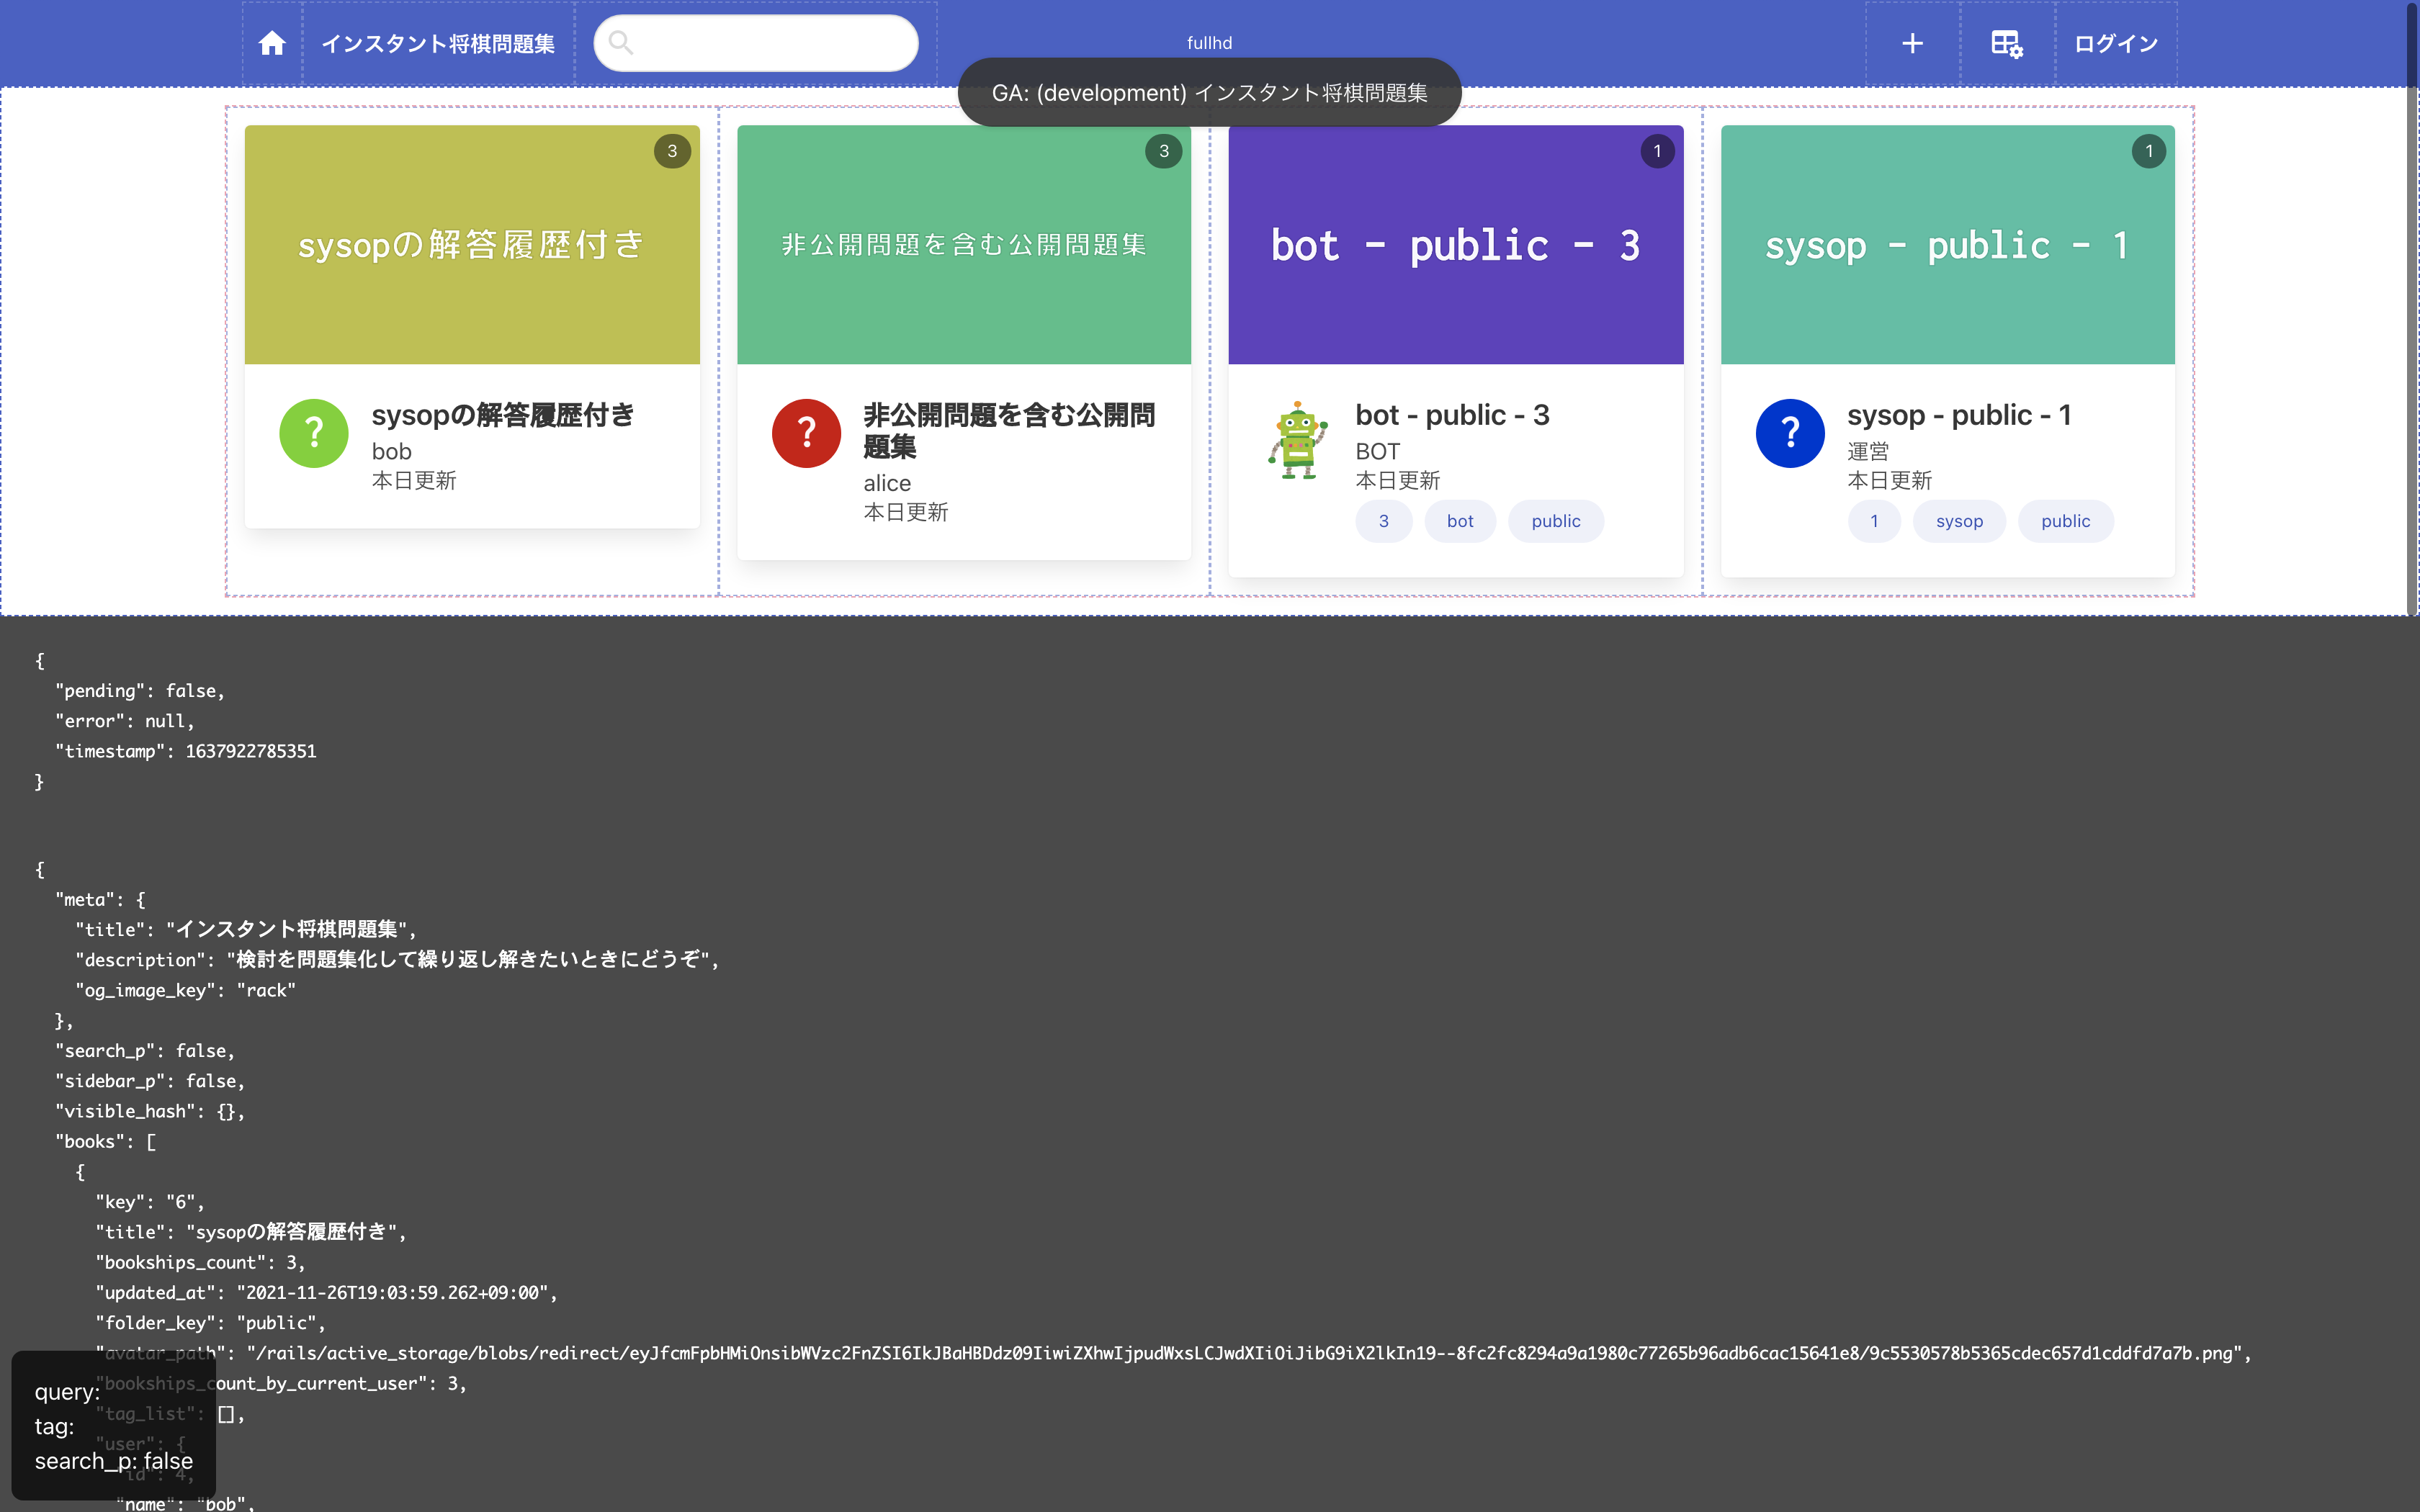 インスタント将棋問題集
fullhd
ログイン
GA: (development) インスタント将棋問題集
3
sysopの解答履歴付き
?
sysopの解答履歴付き
bob
本日更新
3
非公開問題を含む公開問題集
?
非公開問題を含む公開問
題集
alice
本日更新
1
bot - public - 3
bot - public - 3
BOT
本日更新
3 bot public
1
sysop - public - 1
?
sysop - public - 1
運営
本日更新
1 sysop public
{
"pending": false,
"error": null,
"timestamp": 1637922785351
}
{
"meta": {
"title": "インスタント将棋問題集",
"description": "検討を問題集化して繰り返し解きたいときにどうぞ",
"og_image_key": "rack"
},
"search_p": false,
"sidebar_p": false,
"visible_hash": {},
"books": [
{
"key": "6",
"title": "sysopの解答履歴付き",
"bookships_count": 3,
"updated_at": "2021-11-26T19:03:59.262+09:00",
"folder_key": "public",
"avatar_path": "/rails/active_storage/blobs/redirect/eyJfcmFpbHMiOnsibWVzc2FnZSI6IkJBaHBDdz09IiwiZXhwIjpudWxsLCJwdXIiOiJibG9iX2lkIn19--8fc2fc8294a9a1980c77265b96adb6cac15641e8/9c5530578b5365cdec657d1cddfd7a7b.png",
"bookships_count_by_current_user": 3,
"tag_list": [],
"user": {
"id": 4,
"name": "bob",
query:
tag:
search_p: false